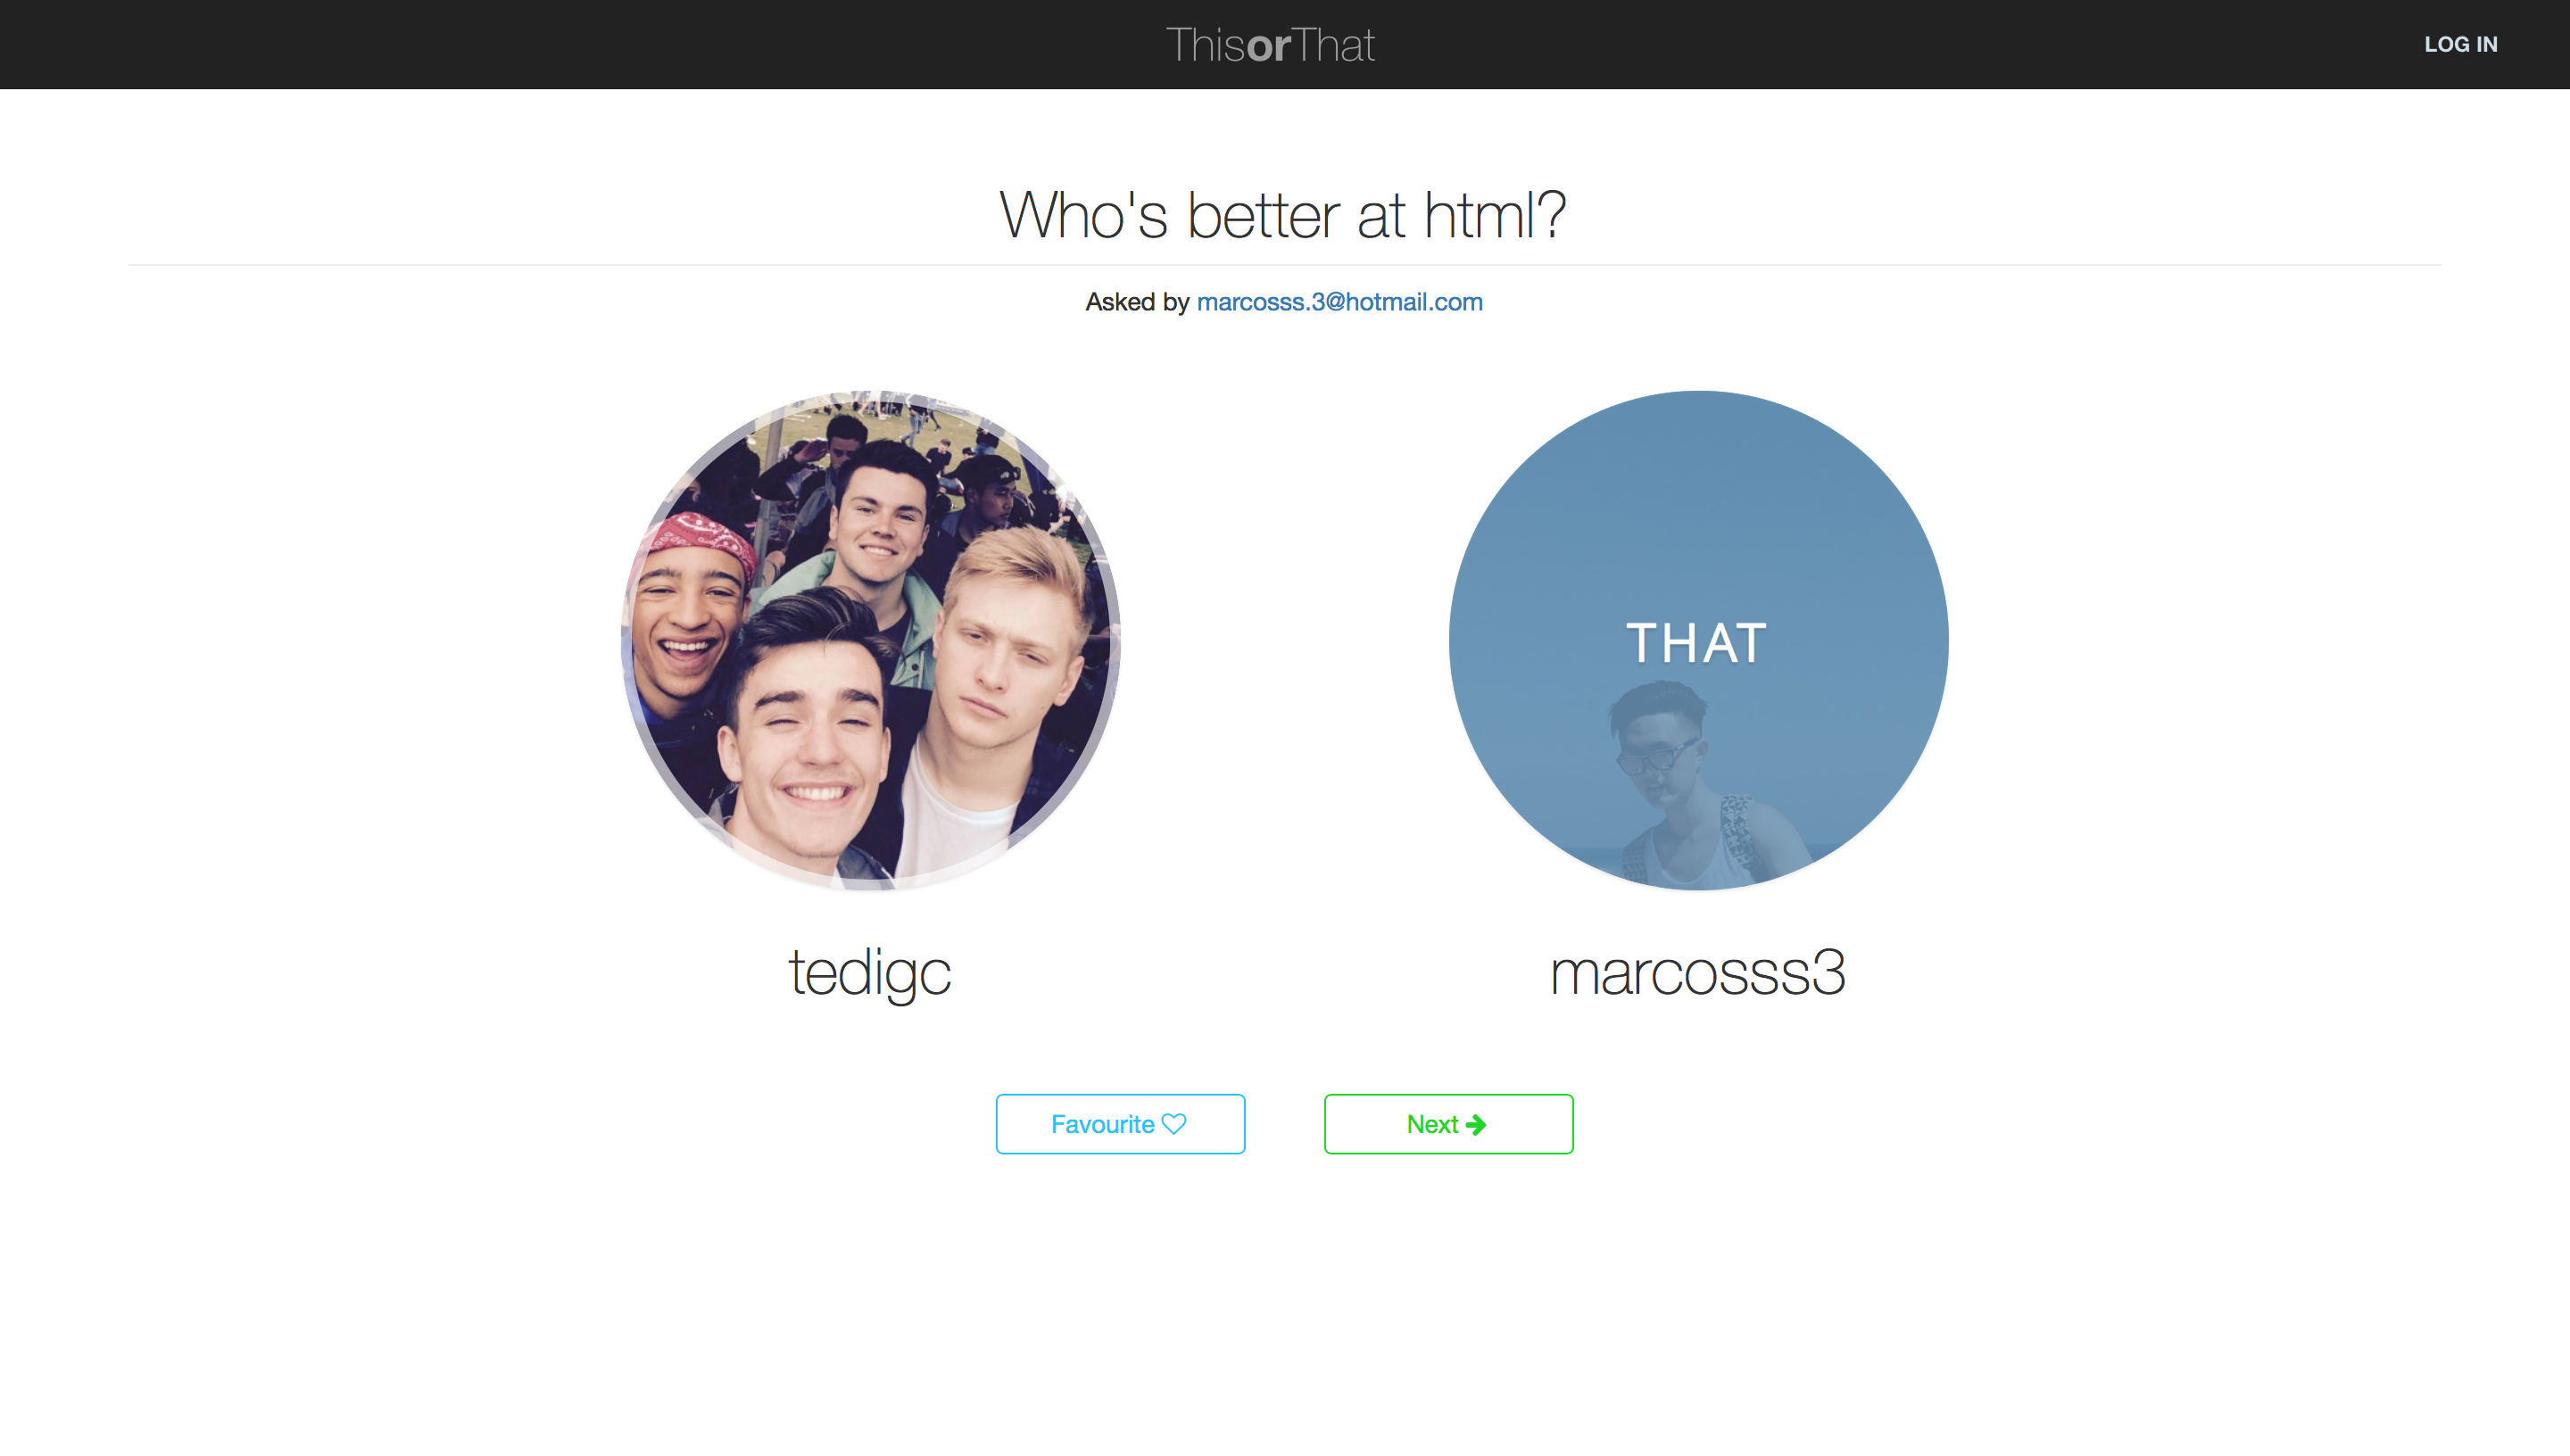 ThisorThat
LOG IN
Who's better at html?
Asked by marcosss.3@hotmail.com
THAT
tedigc
marcosss3
Favourite
Next